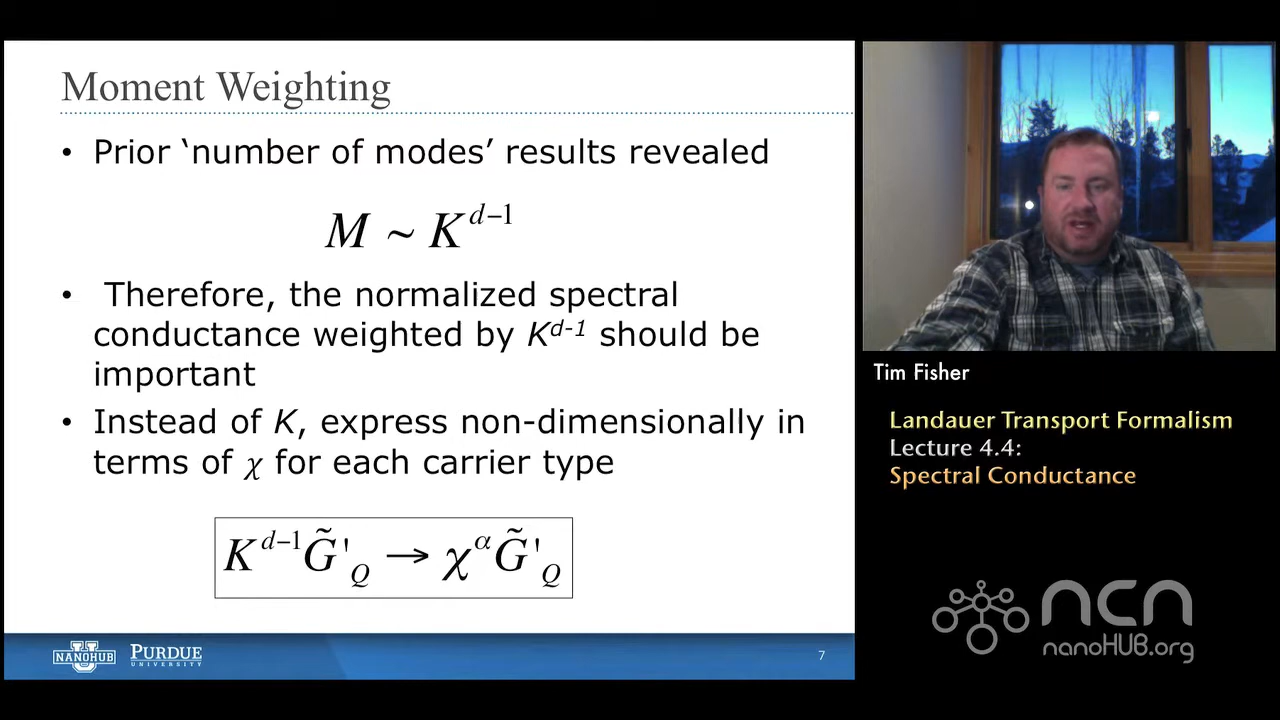 Moment Weighting
• Prior ‘number of modes’ results revealed
M ~ K^{d−1}
• Therefore, the normalized spectral
conductance weighted by K^{d-1} should be
important
• Instead of K, express non-dimensionally in
terms of χ for each carrier type
K^{d−1} G̃'_Q → χ^α G̃'_Q
NANOHUB
U
PURDUE
UNIVERSITY
7
Tim Fisher
Landauer Transport Formalism
Lecture 4.4:
Spectral Conductance
ncn
nanoHUB.org